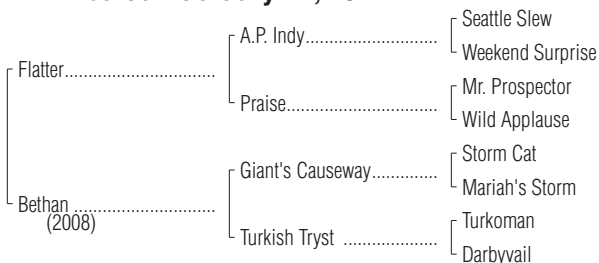 Seattle Slew
A.P. Indy
Weekend Surprise
Flatter
Mr. Prospector
Praise
Wild Applause
Storm Cat
Giant's Causeway
Mariah's Storm
Bethan
(2008)
Turkoman
Turkish Tryst
Darbyvail